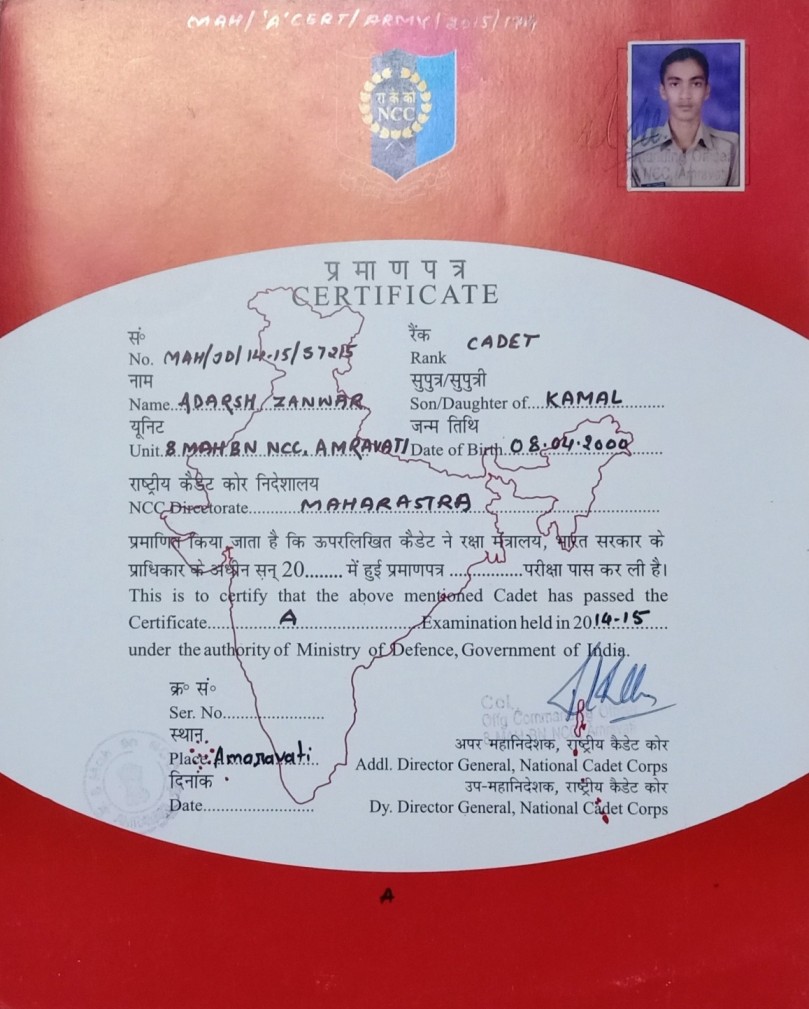 MAH/'A'CERT/ARMY/2015/
रा के को
NCC
प्रमाणपत्र
CERTIFICATE
सं॰
No. MAH/JD/14-15/57215
रैंक
Rank CADET
नाम
Name..ADARSH ZANWAR
सुपुत्र/सुपुत्री
Son/Daughter of....KAMAL..........
यूनिट
Unit.8 MAH BN NCC. AMRAVATI
जन्म तिथि
Date of Birth..08.04.2000
राष्ट्रीय कैडेट कोर निदेशालय
NCC Directorate..........MAHARASTRA..........
प्रमाणित किया जाता है कि ऊपरलिखित कैडेट ने रक्षा मंत्रालय, भारत सरकार के
प्राधिकार के अधीन सन् 20........ में हुई प्रमाणपत्र ...............परीक्षा पास कर ली है।
This is to certify that the above mentioned Cadet has passed the
Certificate..........A..........Examination held in 2014-15
under the authority of Ministry of Defence, Government of India.
क्र॰ सं॰
Ser. No....................
स्थान
Place.Amaravati...
दिनांक
Date......................
Col.
Offg Commanding
8 MAH BN NCC
अपर महानिदेशक, राष्ट्रीय कैडेट कोर
Addl. Director General, National Cadet Corps
उप-महानिदेशक, राष्ट्रीय कैडेट कोर
Dy. Director General, National Cadet Corps
A